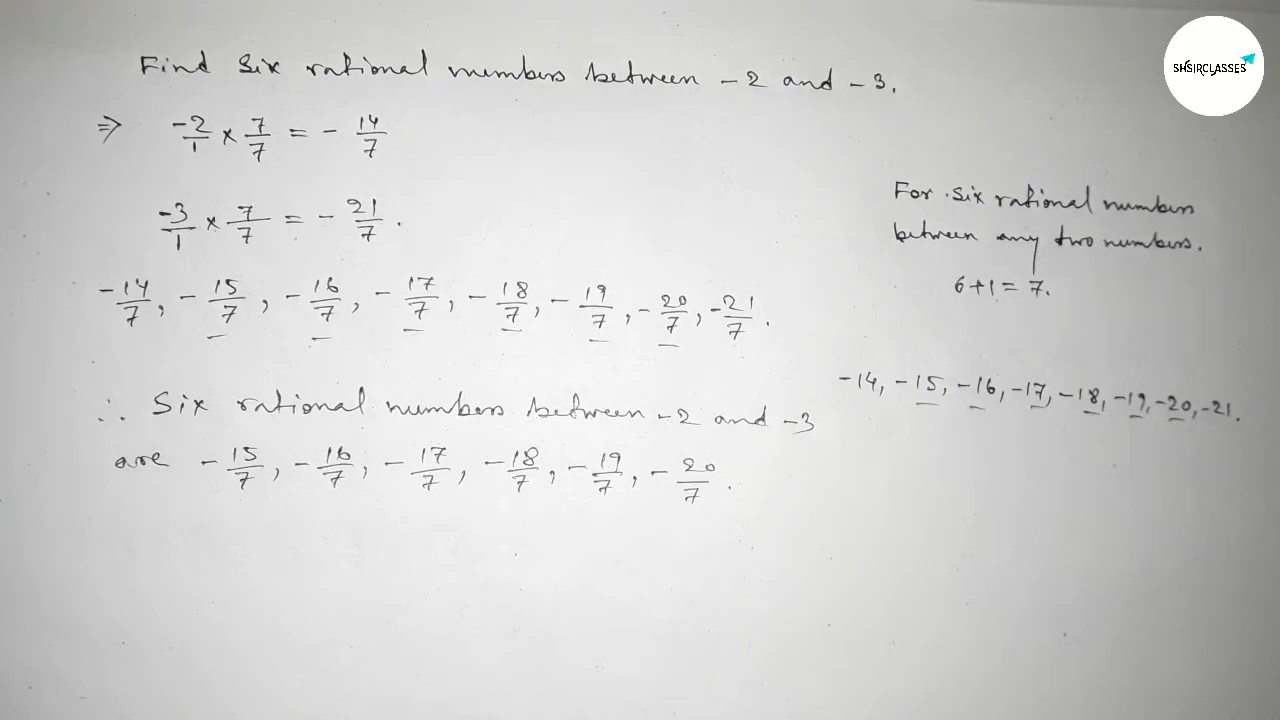 Find Six rational numbers between -2 and -3.
⇒ -2/1 × 7/7 = - 14/7
-3/1 × 7/7 = - 21/7.
-14/7, -15/7, -16/7, -17/7, -18/7, -19/7, -20/7, -21/7.
∴ Six rational numbers between -2 and -3
are -15/7, -16/7, -17/7, -18/7, -19/7, -20/7.
For six rational numbers
between any two numbers.
6+1 = 7.
-14, -15, -16, -17, -18, -19, -20, -21.
SHSIRCLASSES